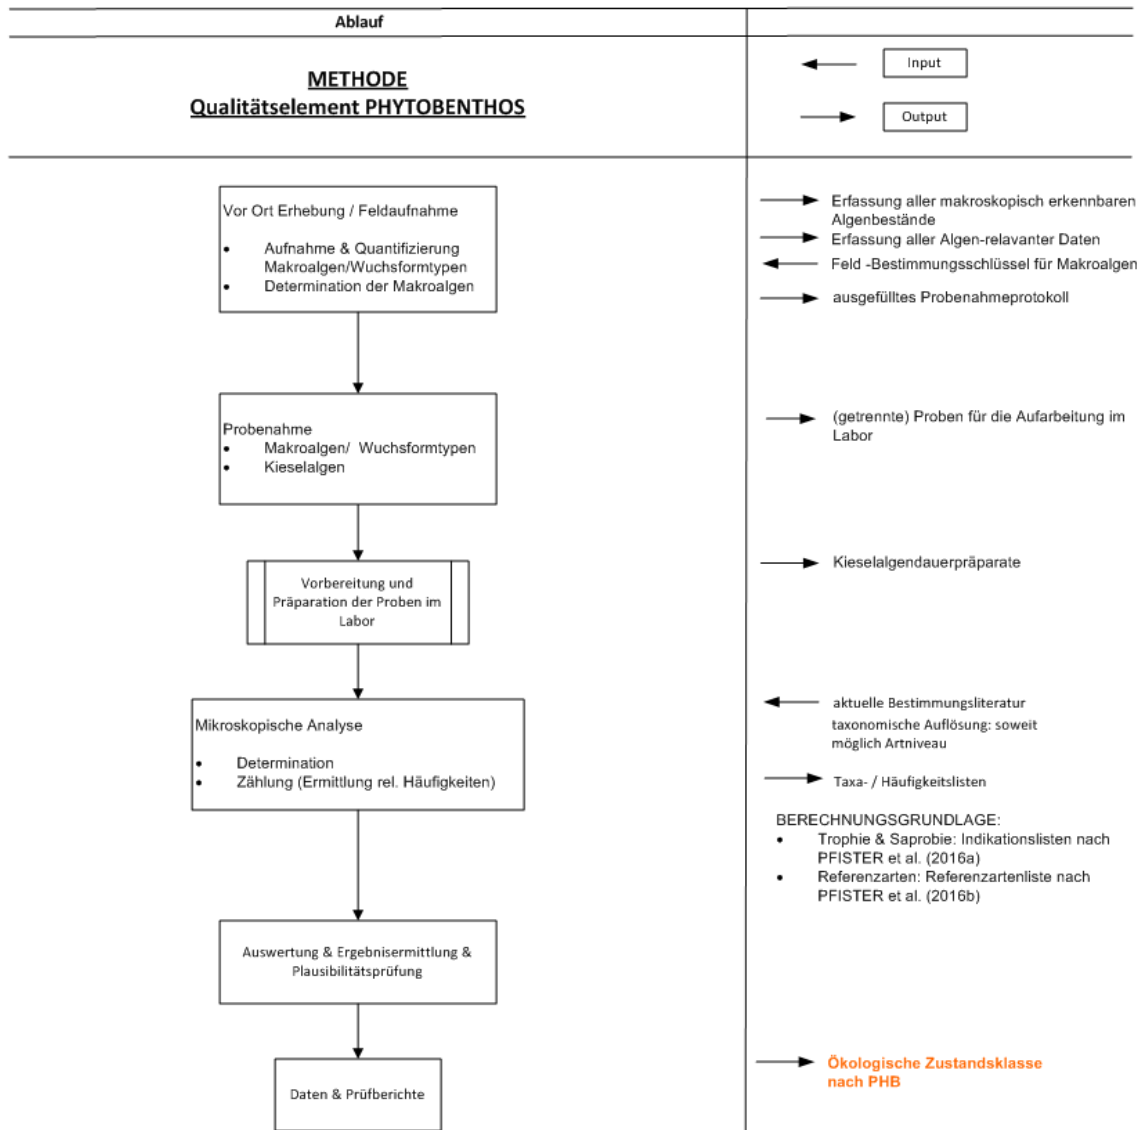 Ablauf
METHODE
Qualitätselement PHYTOBENTHOS
Input
Output
Vor Ort Erhebung / Feldaufnahme
• Aufnahme & Quantifizierung
Makroalgen/Wuchsformtypen
• Determination der Makroalgen
Erfassung aller makroskopisch erkennbaren
Algenbestände
Erfassung aller Algen-relavanter Daten
Feld -Bestimmungsschlüssel für Makroalgen
ausgefülltes Probenahmeprotokoll
Probenahme
• Makroalgen/ Wuchsformtypen
• Kieselalgen
(getrennte) Proben für die Aufarbeitung im
Labor
Vorbereitung und
Präparation der Proben im
Labor
Kieselalgendauerpräparate
Mikroskopische Analyse
• Determination
• Zählung (Ermittlung rel. Häufigkeiten)
aktuelle Bestimmungsliteratur
taxonomische Auflösung: soweit
möglich Artniveau
Taxa- / Häufigkeitslisten
BERECHNUNGSGRUNDLAGE:
• Trophie & Saprobie: Indikationslisten nach
PFISTER et al. (2016a)
• Referenzarten: Referenzartenliste nach
PFISTER et al. (2016b)
Auswertung & Ergebnisermittlung &
Plausibilitätsprüfung
Daten & Prüfberichte
Ökologische Zustandsklasse
nach PHB